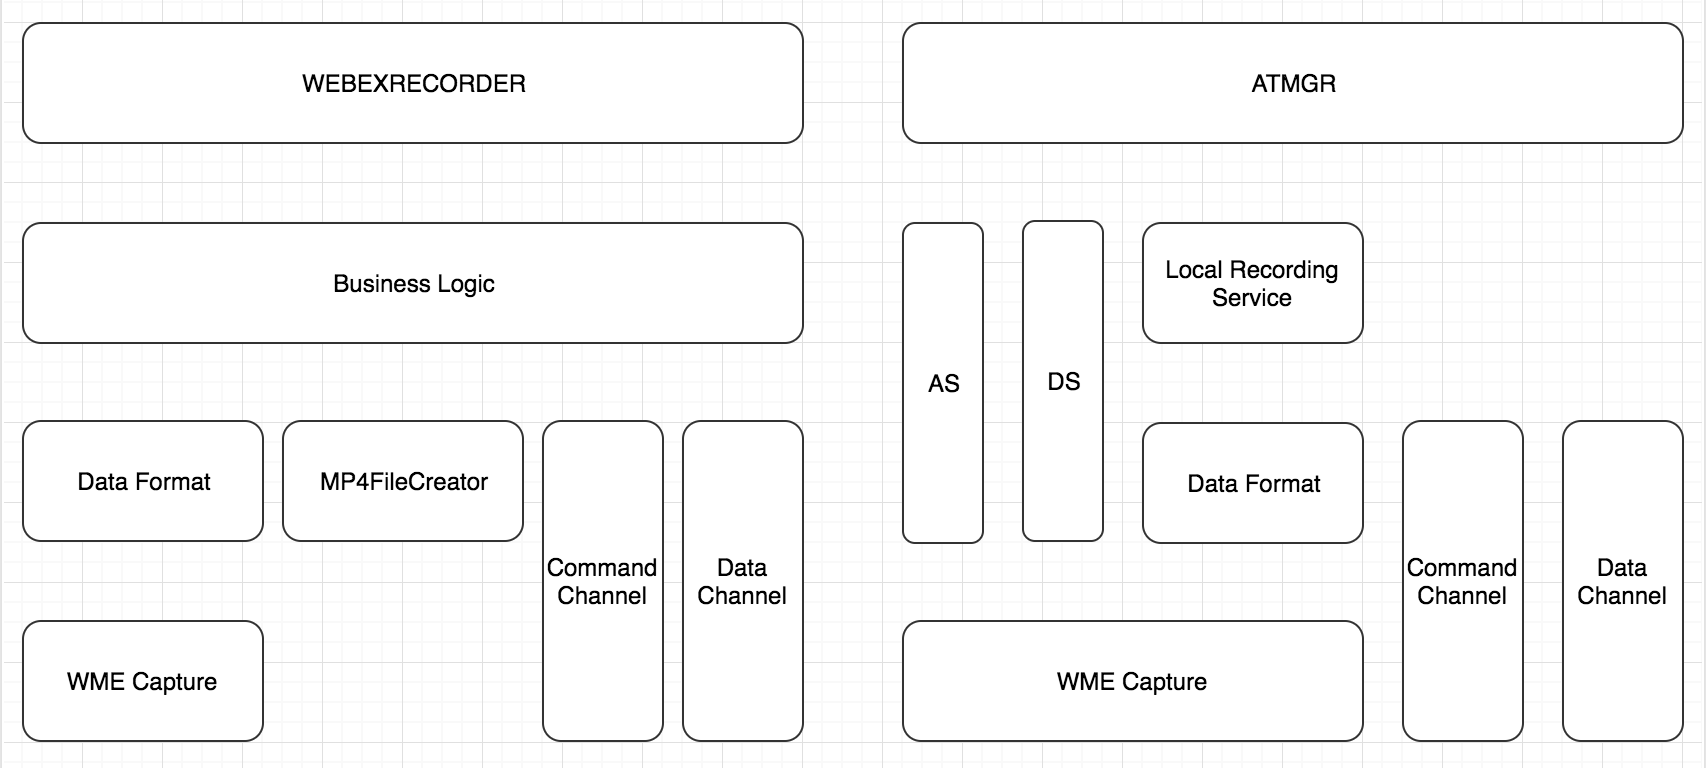 WEBEXRECORDER
ATMGR
Business Logic
AS
DS
Local Recording
Service
Data Format
MP4FileCreator
Command
Channel
Data
Channel
Data Format
Command
Channel
Data
Channel
WME Capture
WME Capture